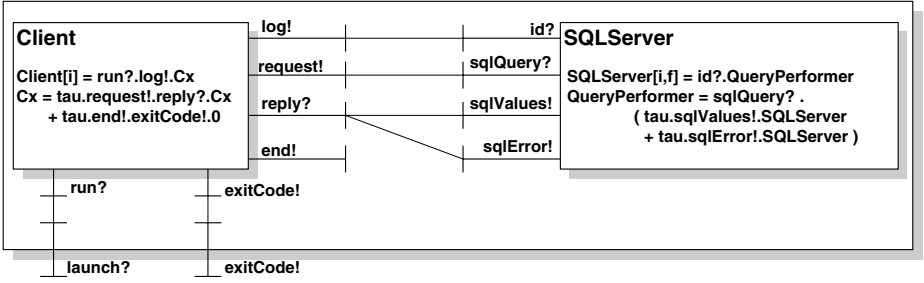 Client
Client[i] = run?.log!.Cx
Cx = tau.request!.reply?.Cx
+ tau.end!.exitCode!.0
log!
request!
reply?
end!
id?
sqlQuery?
sqlValues!
sqlError!
SQLServer
SQLServer[i,f] = id?.QueryPerformer
QueryPerformer = sqlQuery? .
( tau.sqlValues!.SQLServer
+ tau.sqlError!.SQLServer )
run?
exitCode!
launch?
exitCode!